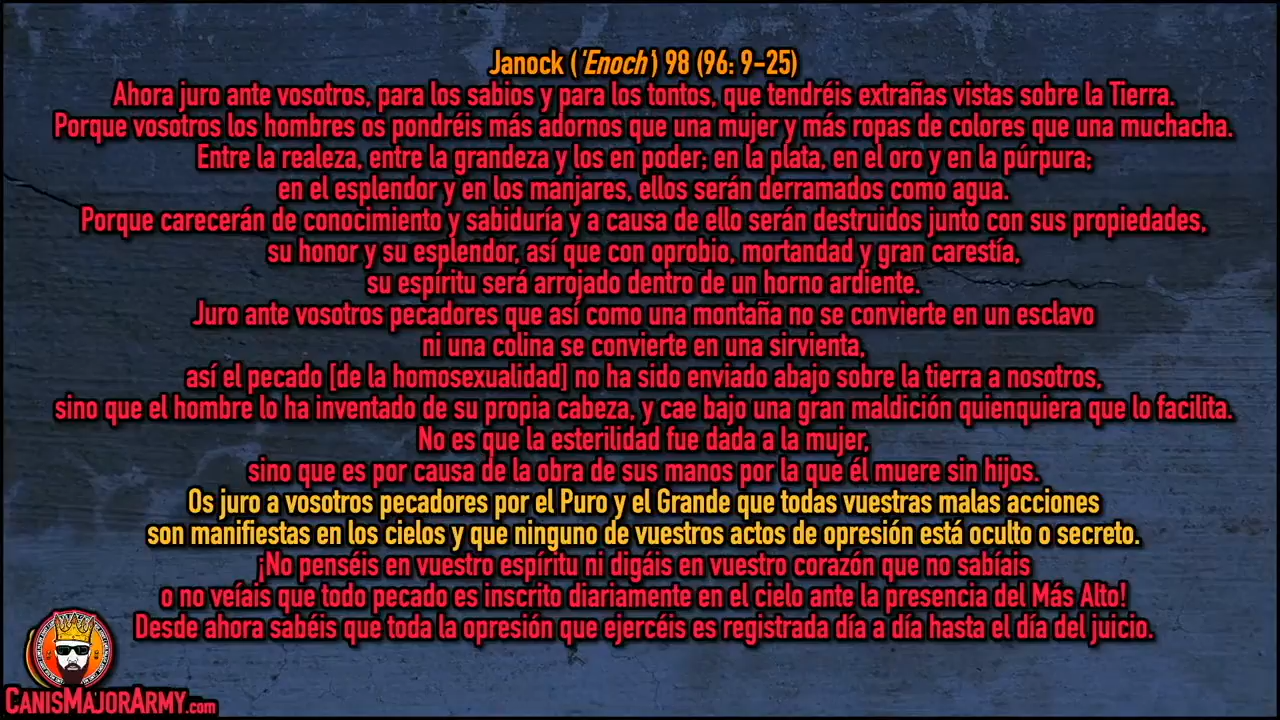 Janock ('Enoch') 98 (96: 9-25)
Ahora juro ante vosotros, para los sabios y para los tontos, que tendréis extrañas vistas sobre la Tierra.
Porque vosotros los hombres os pondréis más adornos que una mujer y más ropas de colores que una muchacha.
Entre la realeza, entre la grandeza y los en poder; en la plata, en el oro y en la púrpura;
en el esplendor y en los manjares, ellos serán derramados como agua.
Porque carecerán de conocimiento y sabiduría y a causa de ello serán destruidos junto con sus propiedades,
su honor y su esplendor, así que con oprobio, mortandad y gran carestía,
su espíritu será arrojado dentro de un horno ardiente.
Juro ante vosotros pecadores que así como una montaña no se convierte en un esclavo
ni una colina se convierte en una sirvienta,
así el pecado [de la homosexualidad] no ha sido enviado abajo sobre la tierra a nosotros,
sino que el hombre lo ha inventado de su propia cabeza, y cae bajo una gran maldición quienquiera que lo facilita.
No es que la esterilidad fue dada a la mujer,
sino que es por causa de la obra de sus manos por la que él muere sin hijos.
Os juro a vosotros pecadores por el Puro y el Grande que todas vuestras malas acciones
son manifiestas en los cielos y que ninguno de vuestros actos de opresión está oculto o secreto.
¡No penséis en vuestro espíritu ni digáis en vuestro corazón que no sabíais
o no veíais que todo pecado es inscrito diariamente en el cielo ante la presencia del Más Alto!
Desde ahora sabéis que toda la opresión que ejercéis es registrada día a día hasta el día del juicio.
CANISMAJORARMY.com